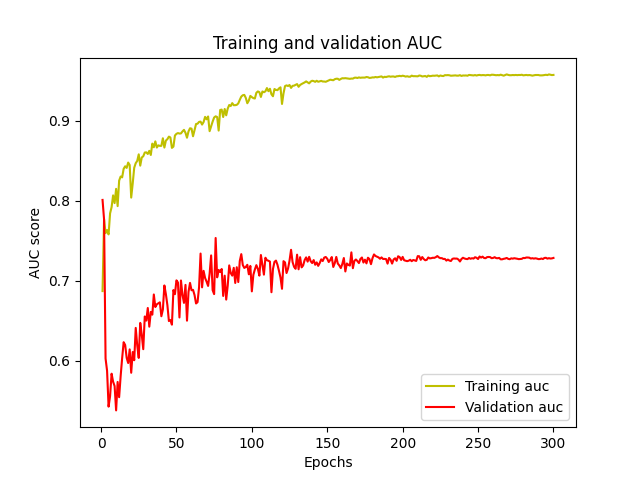 Training and validation AUC
AUC score
0.9
0.8
0.7
0.6
0
50
100
150
200
250
300
Epochs
Training auc
Validation auc